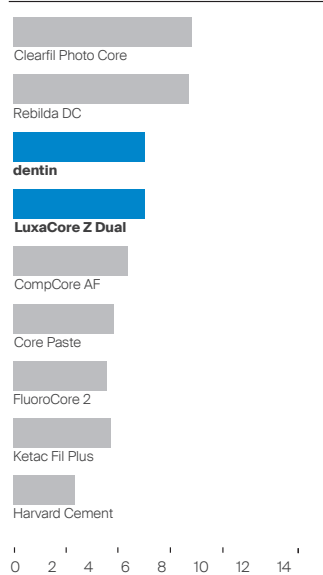 Clearfil Photo Core
Rebilda DC
dentin
LuxaCore Z Dual
CompCore AF
Core Paste
FluoroCore 2
Ketac Fil Plus
Harvard Cement
0 2 4 6 8 10 12 14